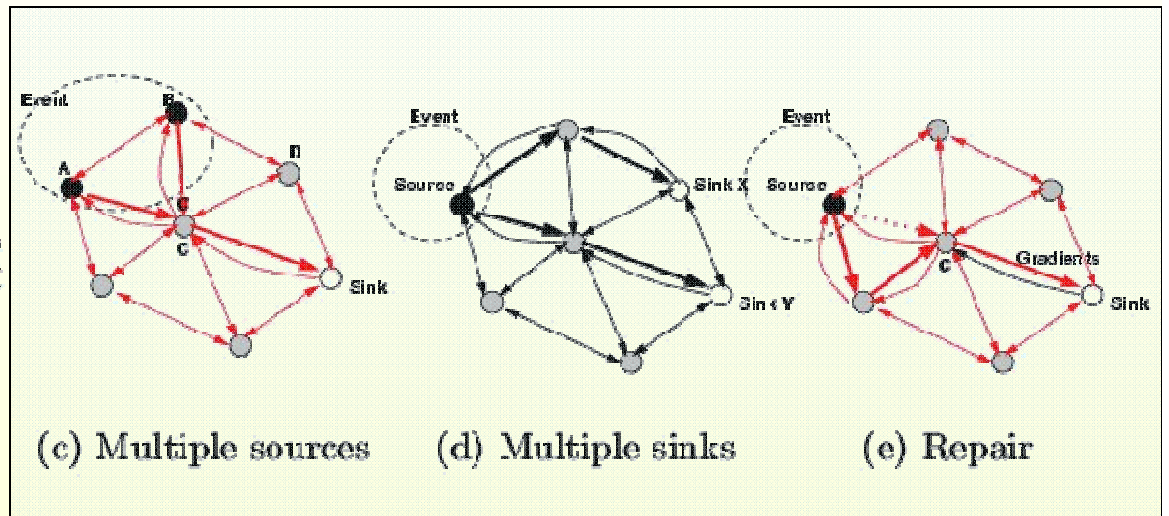 Event
B
A
C
Sink
(c) Multiple sources
Event
Source
Sink X
Sink Y
(d) Multiple sinks
Event
Source
C
Gradients
Sink
(e) Repair